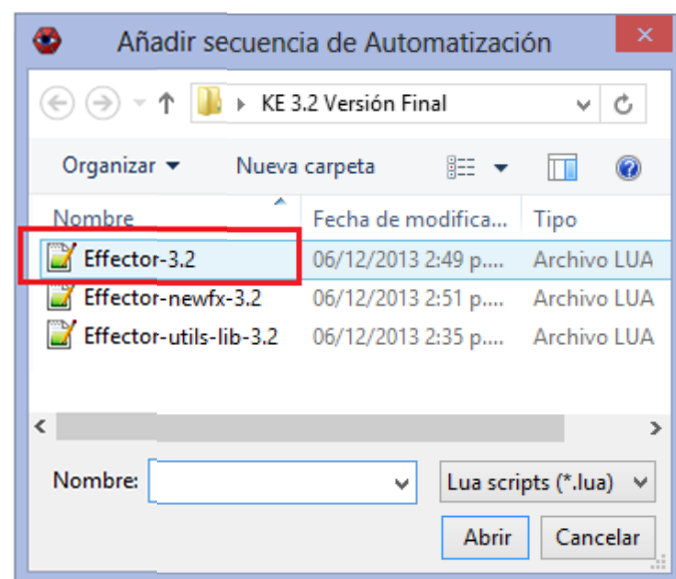 Añadir secuencia de Automatización
KE 3.2 Versión Final
Organizar Nueva carpeta
Nombre Fecha de modifica... Tipo
Effector-3.2 06/12/2013 2:49 p.... Archivo LUA
Effector-newfx-3.2 06/12/2013 2:51 p.... Archivo LUA
Effector-utils-lib-3.2 06/12/2013 2:35 p.... Archivo LUA
Nombre: Lua scripts (*.lua)
Abrir Cancelar